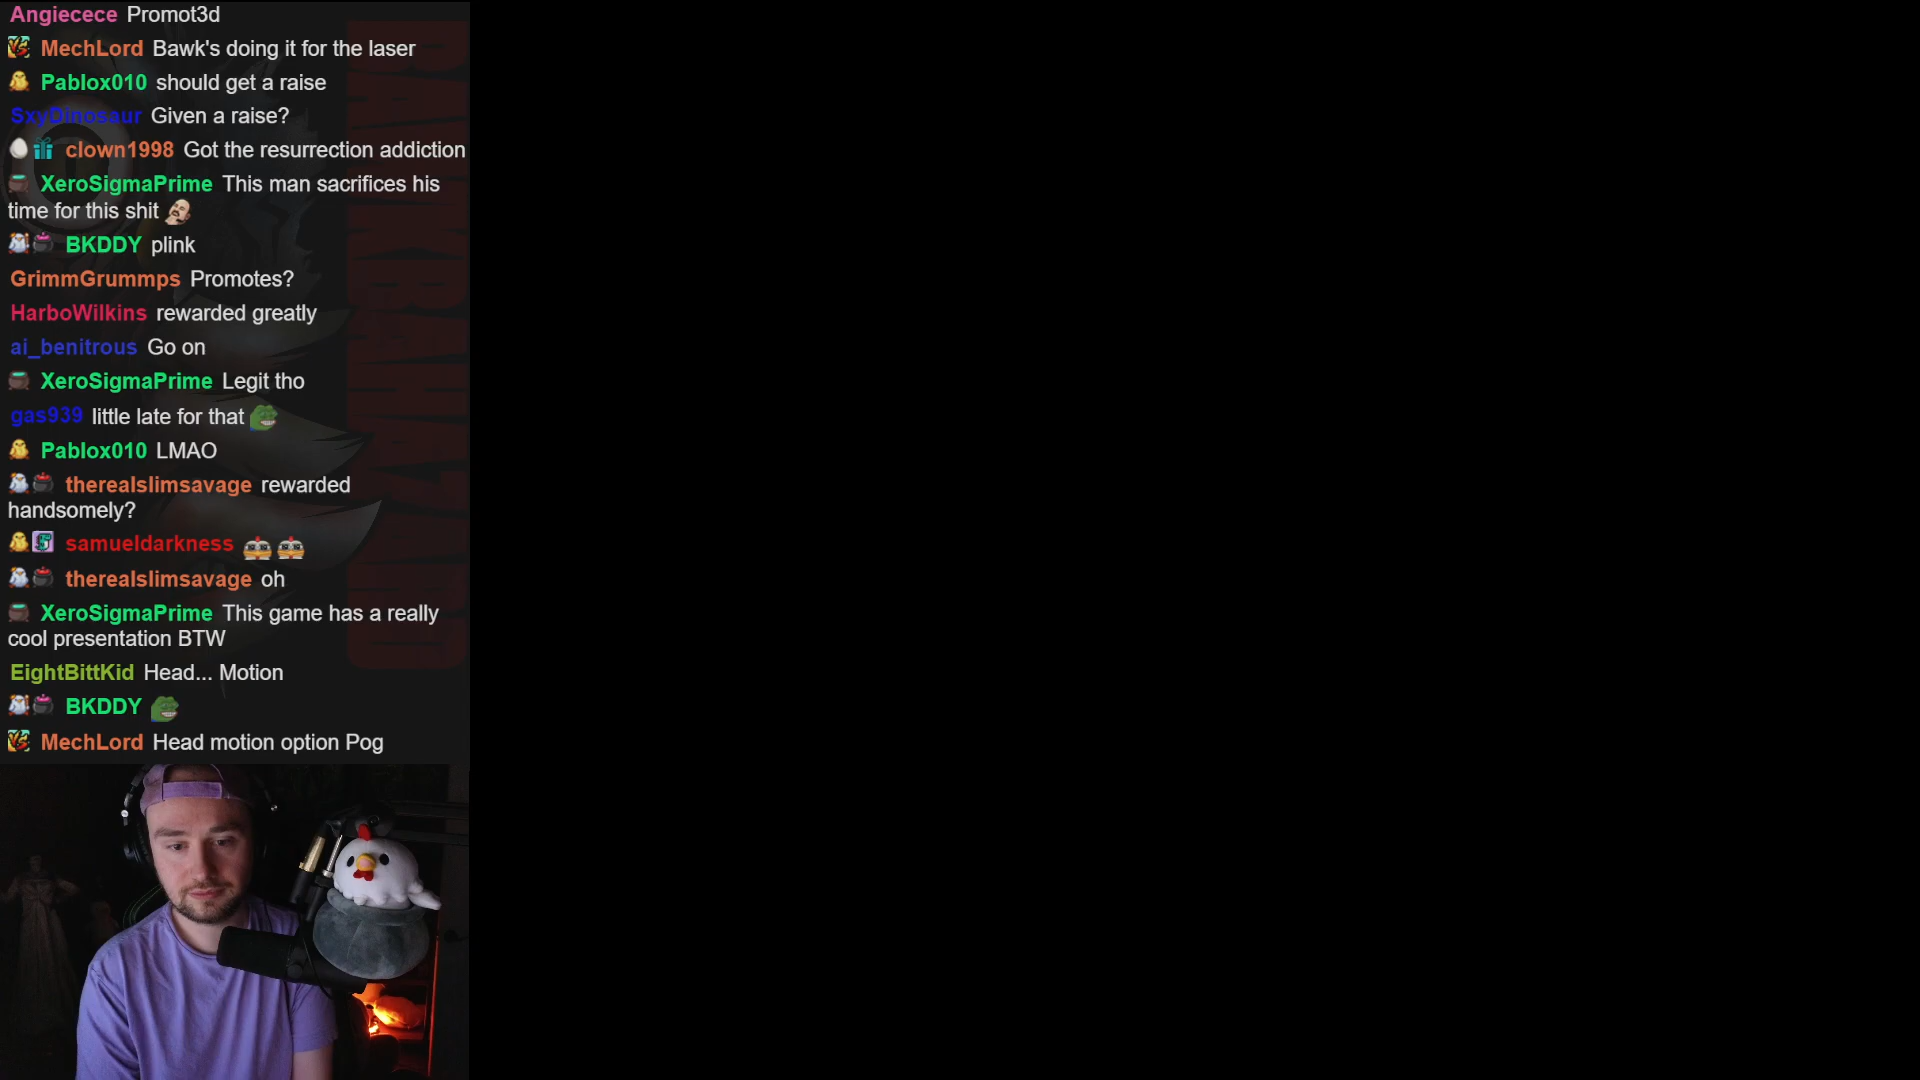 Angiecece Promot3d
MechLord Bawk's doing it for the laser
Pablox010 should get a raise
SxyDinosaur Given a raise?
clown1998 Got the resurrection addiction
XeroSigmaPrime This man sacrifices his
time for this shit
BKDDY plink
GrimmGrummps Promotes?
HarboWilkins rewarded greatly
ai_benitrous Go on
XeroSigmaPrime Legit tho
gas939 little late for that
Pablox010 LMAO
therealslimsavage rewarded
handsomely?
samueldarkness
therealslimsavage oh
XeroSigmaPrime This game has a really
cool presentation BTW
EightBittKid Head... Motion
BKDDY
MechLord Head motion option Pog